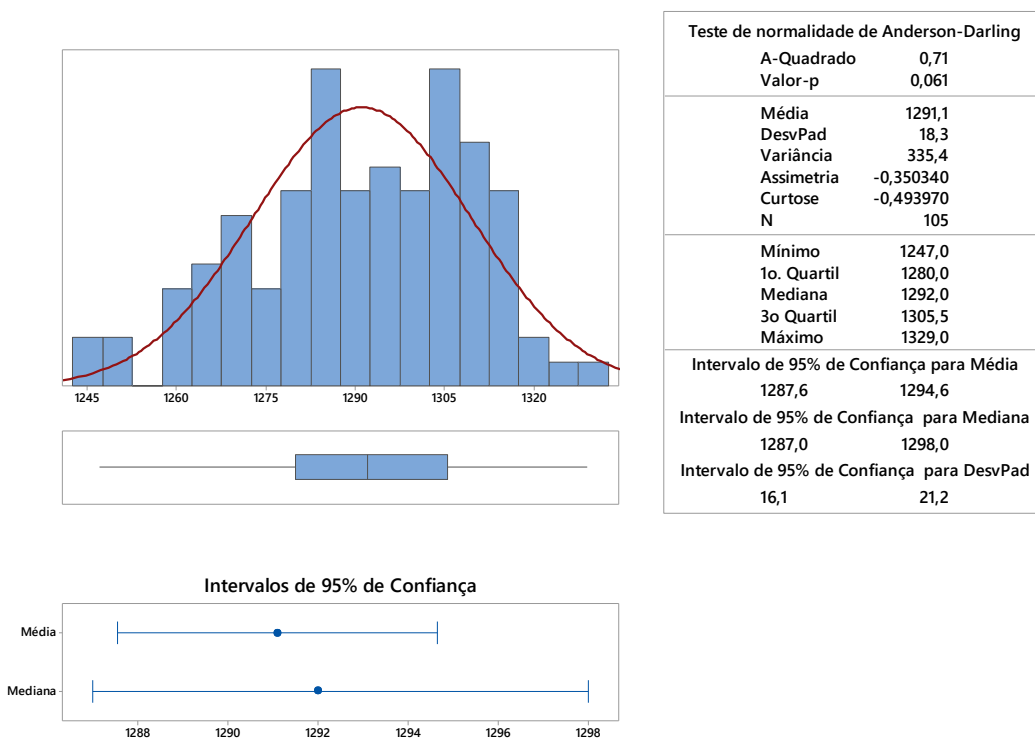 Teste de normalidade de Anderson-Darling
A-Quadrado 0,71
Valor-p 0,061
Média 1291,1
DesvPad 18,3
Variância 335,4
Assimetria -0,350340
Curtose -0,493970
N 105
Mínimo 1247,0
1o. Quartil 1280,0
Mediana 1292,0
3o Quartil 1305,5
Máximo 1329,0
Intervalo de 95% de Confiança para Média
1287,6 1294,6
Intervalo de 95% de Confiança para Mediana
1287,0 1298,0
Intervalo de 95% de Confiança para DesvPad
16,1 21,2
1245 1260 1275 1290 1305 1320
Intervalos de 95% de Confiança
Média
Mediana
1288 1290 1292 1294 1296 1298